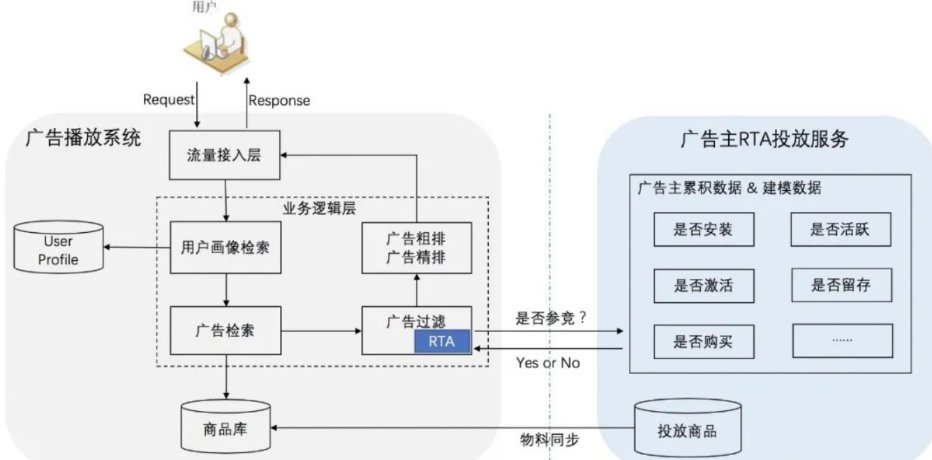 用户
Request
Response
广告播放系统
流量接入层
业务逻辑层
User
Profile
用户画像检索
广告粗排
广告精排
广告检索
广告过滤
RTA
商品库
是否参竞？
Yes or No
物料同步
广告主RTA投放服务
广告主累积数据 & 建模数据
是否安装
是否活跃
是否激活
是否留存
是否购买
······
投放商品